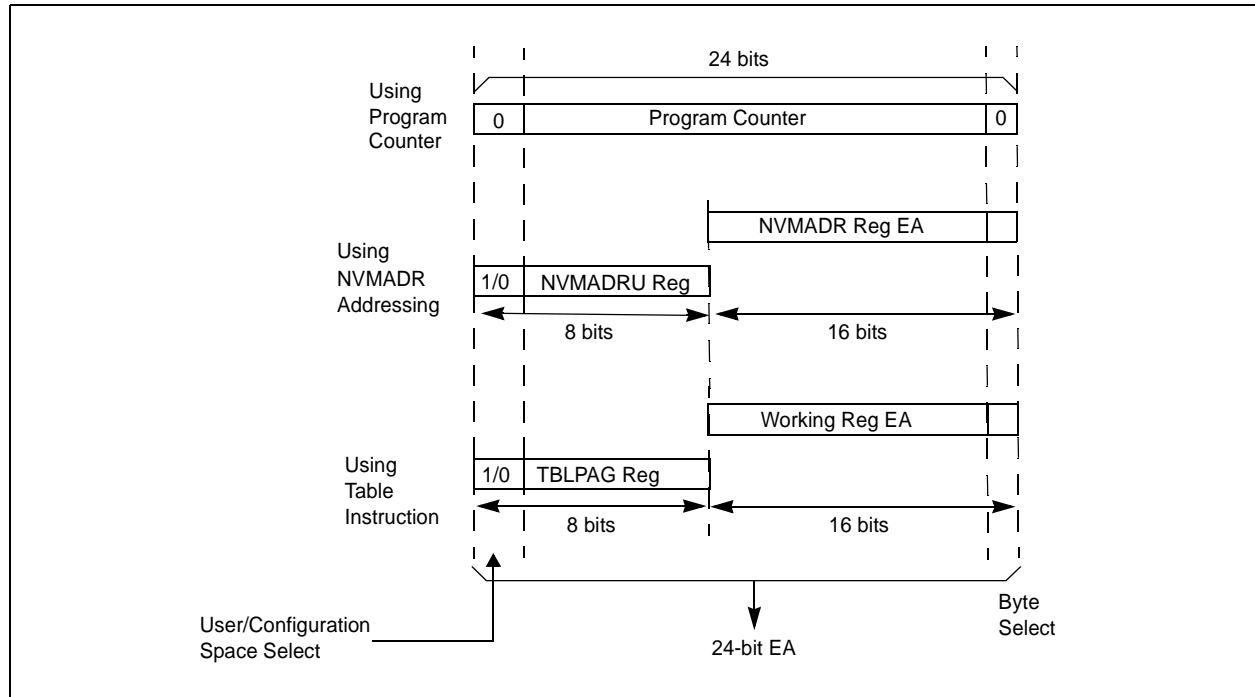 24 bits
Using
Program
Counter
0
Program Counter
0
NVMADR Reg EA
Using
NVMADR
Addressing
1/0
NVMADRU Reg
8 bits
16 bits
Working Reg EA
Using
Table
Instruction
1/0
TBLPAG Reg
8 bits
16 bits
User/Configuration
Space Select
24-bit EA
Byte
Select